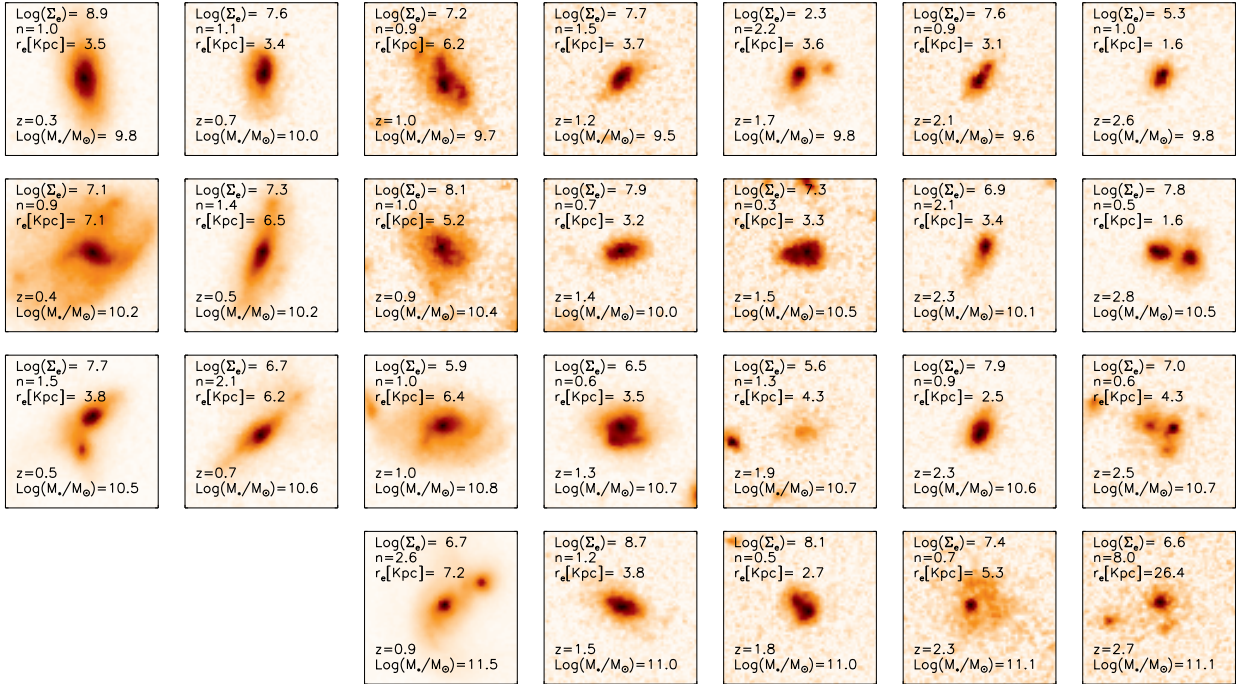 Log(Σₑ)= 8.9
n=1.0
rₑ[Kpc]= 3.5
z=0.3
Log(M⋆/M⊙)= 9.8
Log(Σₑ)= 7.6
n=1.1
rₑ[Kpc]= 3.4
z=0.7
Log(M⋆/M⊙)=10.0
Log(Σₑ)= 7.2
n=0.9
rₑ[Kpc]= 6.2
z=1.0
Log(M⋆/M⊙)= 9.7
Log(Σₑ)= 7.7
n=1.5
rₑ[Kpc]= 3.7
z=1.2
Log(M⋆/M⊙)= 9.5
Log(Σₑ)= 2.3
n=2.2
rₑ[Kpc]= 3.6
z=1.7
Log(M⋆/M⊙)= 9.8
Log(Σₑ)= 7.6
n=0.9
rₑ[Kpc]= 3.1
z=2.1
Log(M⋆/M⊙)= 9.6
Log(Σₑ)= 5.3
n=1.0
rₑ[Kpc]= 1.6
z=2.6
Log(M⋆/M⊙)= 9.8
Log(Σₑ)= 7.1
n=0.9
rₑ[Kpc]= 7.1
z=0.4
Log(M⋆/M⊙)=10.2
Log(Σₑ)= 7.3
n=1.4
rₑ[Kpc]= 6.5
z=0.5
Log(M⋆/M⊙)=10.2
Log(Σₑ)= 8.1
n=1.0
rₑ[Kpc]= 5.2
z=0.9
Log(M⋆/M⊙)=10.4
Log(Σₑ)= 7.9
n=0.7
rₑ[Kpc]= 3.2
z=1.4
Log(M⋆/M⊙)=10.0
Log(Σₑ)= 7.3
n=0.3
rₑ[Kpc]= 3.3
z=1.5
Log(M⋆/M⊙)=10.5
Log(Σₑ)= 6.9
n=2.1
rₑ[Kpc]= 3.4
z=2.3
Log(M⋆/M⊙)=10.1
Log(Σₑ)= 7.8
n=0.5
rₑ[Kpc]= 1.6
z=2.8
Log(M⋆/M⊙)=10.5
Log(Σₑ)= 7.7
n=1.5
rₑ[Kpc]= 3.8
z=0.5
Log(M⋆/M⊙)=10.5
Log(Σₑ)= 6.7
n=2.1
rₑ[Kpc]= 6.2
z=0.7
Log(M⋆/M⊙)=10.6
Log(Σₑ)= 5.9
n=1.0
rₑ[Kpc]= 6.4
z=1.0
Log(M⋆/M⊙)=10.8
Log(Σₑ)= 6.5
n=0.6
rₑ[Kpc]= 3.5
z=1.3
Log(M⋆/M⊙)=10.7
Log(Σₑ)= 5.6
n=1.3
rₑ[Kpc]= 4.3
z=1.9
Log(M⋆/M⊙)=10.7
Log(Σₑ)= 7.9
n=0.9
rₑ[Kpc]= 2.5
z=2.3
Log(M⋆/M⊙)=10.6
Log(Σₑ)= 7.0
n=0.6
rₑ[Kpc]= 4.3
z=2.5
Log(M⋆/M⊙)=10.7
Log(Σₑ)= 6.7
n=2.6
rₑ[Kpc]= 7.2
z=0.9
Log(M⋆/M⊙)=11.5
Log(Σₑ)= 8.7
n=1.2
rₑ[Kpc]= 3.8
z=1.5
Log(M⋆/M⊙)=11.0
Log(Σₑ)= 8.1
n=0.5
rₑ[Kpc]= 2.7
z=1.8
Log(M⋆/M⊙)=11.0
Log(Σₑ)= 7.4
n=0.7
rₑ[Kpc]= 5.3
z=2.3
Log(M⋆/M⊙)=11.1
Log(Σₑ)= 6.6
n=8.0
rₑ[Kpc]=26.4
z=2.7
Log(M⋆/M⊙)=11.1